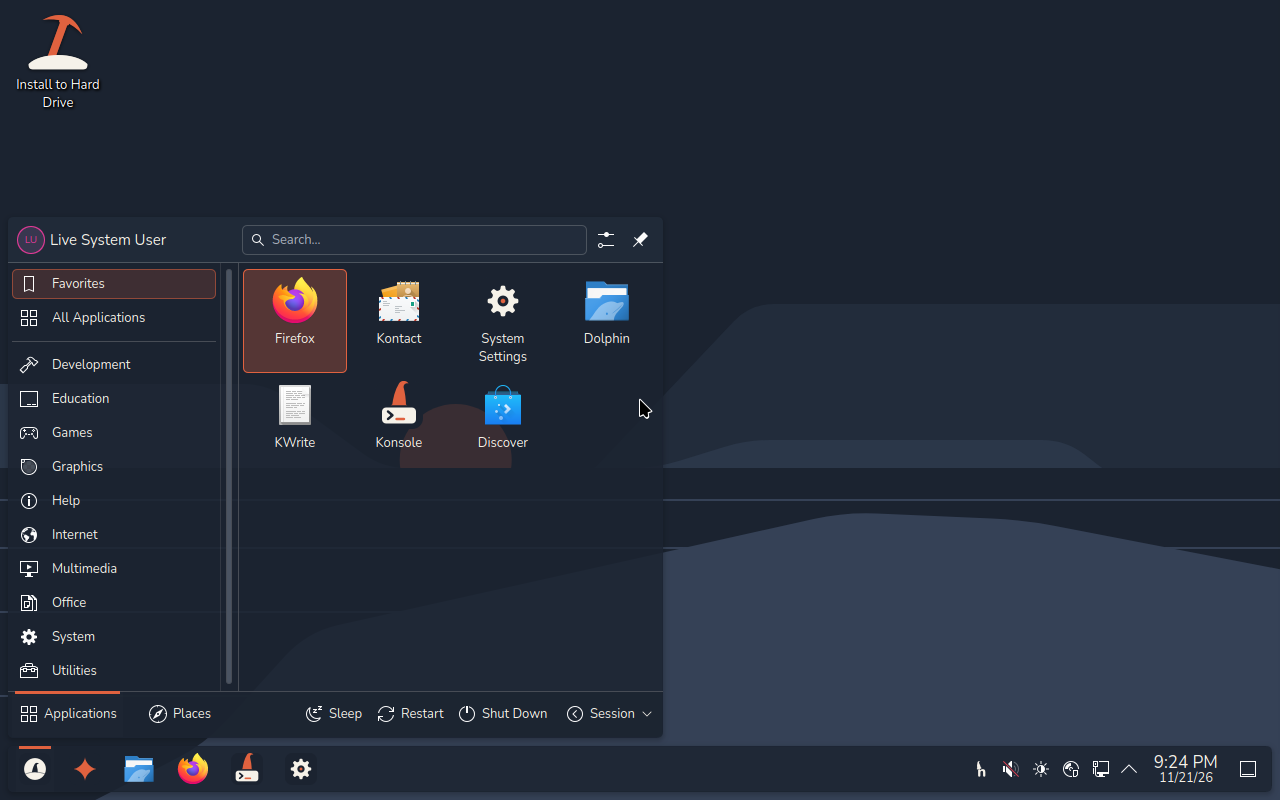 Install to Hard
Drive
LU
Live System User
Search...
Favorites
All Applications
Development
Education
Games
Graphics
Help
Internet
Multimedia
Office
System
Utilities
Firefox
Kontact
System
Settings
Dolphin
KWrite
Konsole
Discover
Applications
Places
Sleep
Restart
Shut Down
Session
9:24 PM
11/21/26